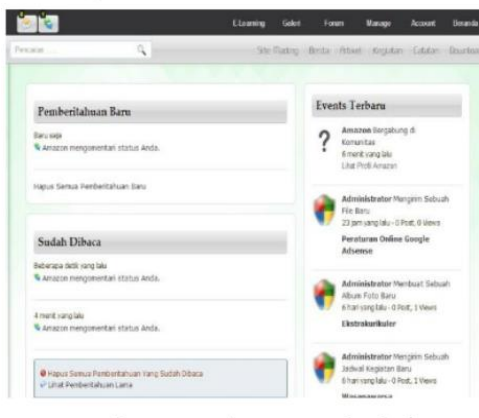 E-Learning Galeri Forum Manage Account Beranda
Pencarian ...
Site Rating Berita Artikel Kegiatan Catatan Download
Pemberitahuan Baru
Baru saja
Amazon mengomentari status Anda.
Hapus Semua Pemberitahuan Baru
Sudah Dibaca
Beberapa detik yang lalu
Amazon mengomentari status Anda.
4 menit yang lalu
Amazon mengomentari status Anda.
Hapus Semua Pemberitahuan Yang Sudah Dibaca
Lihat Pemberitahuan Lama
Events Terbaru
Amazon Bergabung di
Komunitas
6 menit yang lalu
Lihat Profil Amazon
Administrator Mengirim Sebuah
File Baru
23 jam yang lalu - 0 Post, 0 Views
Peraturan Online Google
Adsense
Administrator Membuat Sebuah
Album Foto Baru
6 hari yang lalu - 0 Post, 1 Views
Ekstrakurikuler
Administrator Mengirim Sebuah
Jadwal Kegiatan Baru
6 hari yang lalu - 0 Post, 1 Views